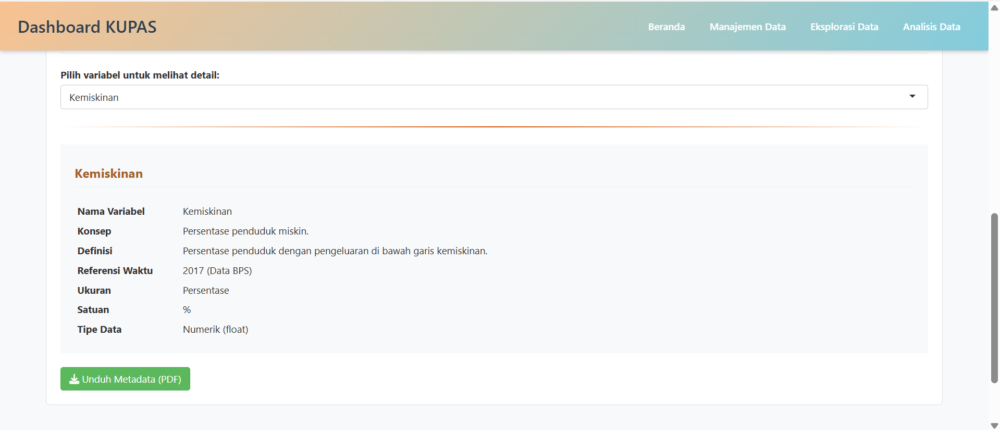 Dashboard KUPAS
Beranda Manajemen Data Eksplorasi Data Analisis Data
Pilih variabel untuk melihat detail:
Kemiskinan
Kemiskinan
Nama Variabel Kemiskinan
Konsep Persentase penduduk miskin.
Definisi Persentase penduduk dengan pengeluaran di bawah garis kemiskinan.
Referensi Waktu 2017 (Data BPS)
Ukuran Persentase
Satuan %
Tipe Data Numerik (float)
Unduh Metadata (PDF)